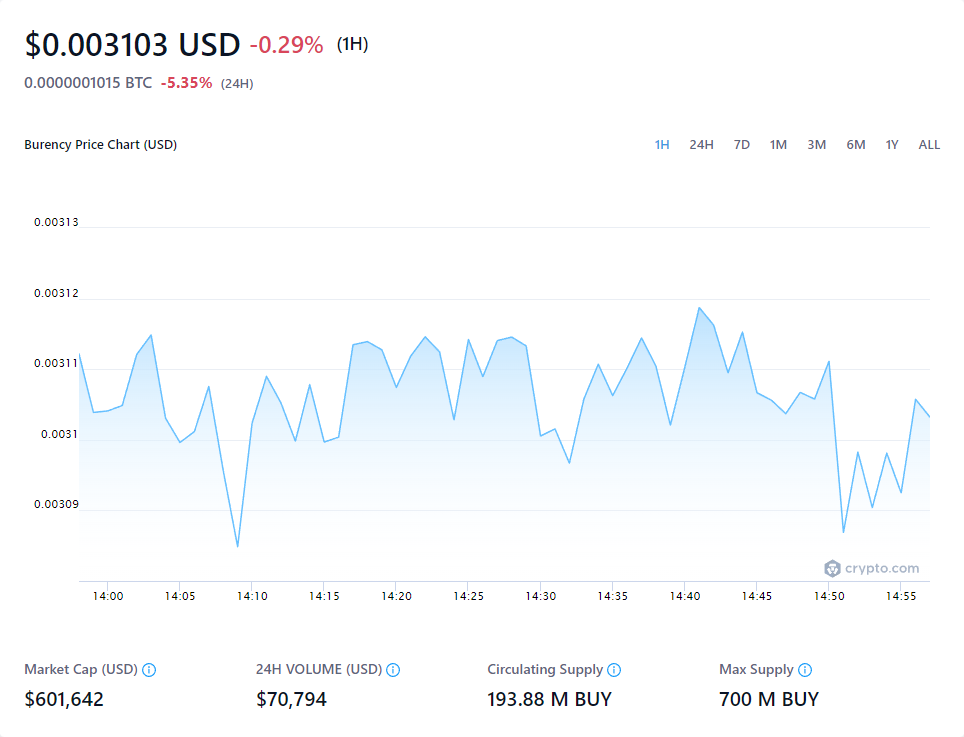 $0.003103 USD -0.29% (1H)
0.0000001015 BTC -5.35% (24H)
Burency Price Chart (USD) 1H 24H 7D 1M 3M 6M 1Y ALL
0.00313
0.00312
0.00311
0.0031
0.00309
crypto.com
14:00 14:05 14:10 14:15 14:20 14:25 14:30 14:35 14:40 14:45 14:50 14:55
Market Cap (USD) 24H VOLUME (USD) Circulating Supply Max Supply
$601,642 $70,794 193.88 M BUY 700 M BUY